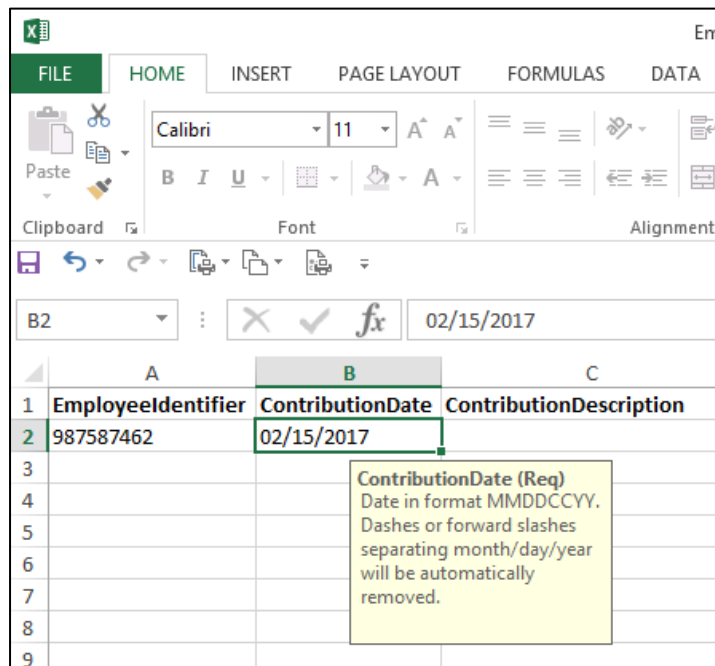 Em
FILE HOME INSERT PAGE LAYOUT FORMULAS DATA
Calibri 11 A A
Paste
B I U A
Clipboard Font Alignment
B2 fx 02/15/2017
A B C
1 EmployeeIdentifier ContributionDate ContributionDescription
2 987587462 02/15/2017
3
ContributionDate (Req)
4 Date in format MMDDCCYY.
Dashes or forward slashes
5 separating month/day/year
6 will be automatically
7 removed.
8
9